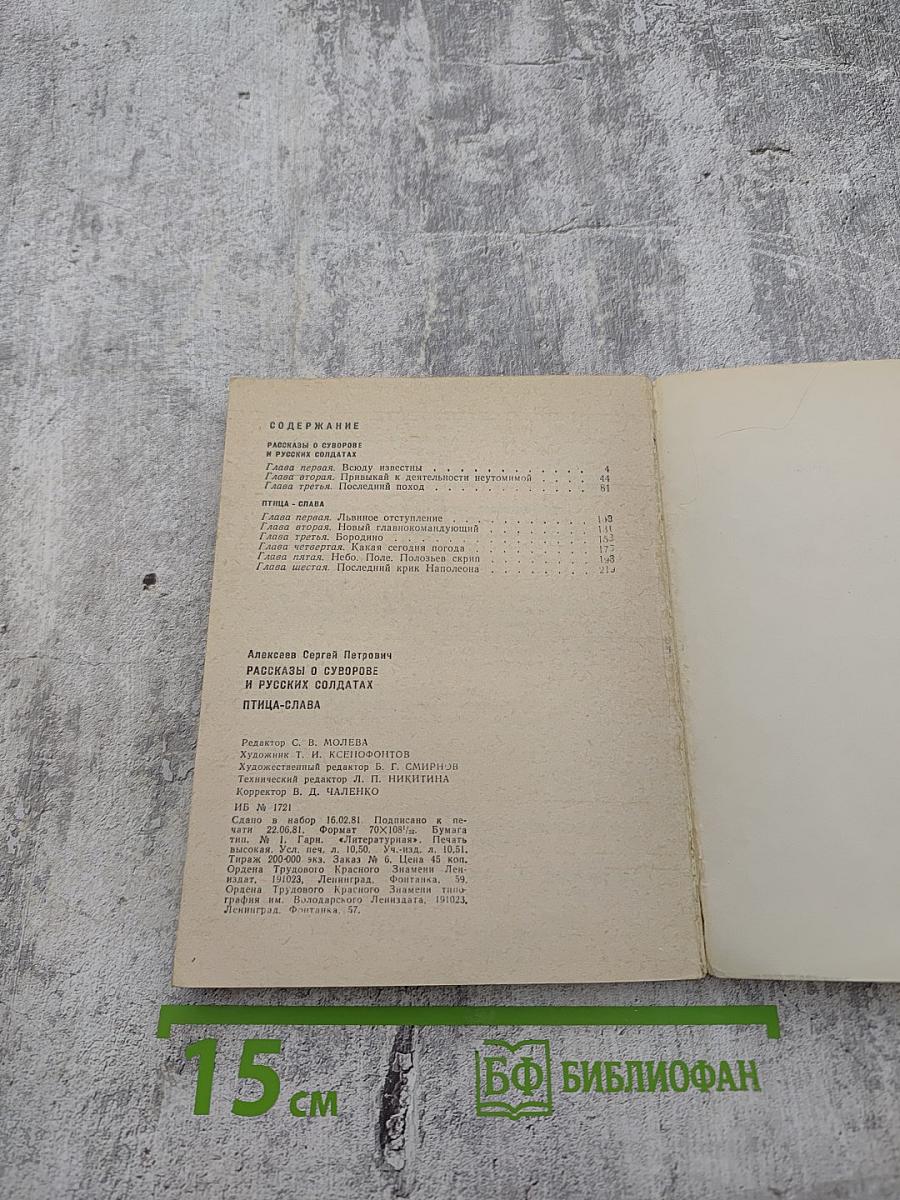 СОДЕРЖАНИЕ
РАССКАЗЫ О СУВОРОВЕ
И РУССКИХ СОЛДАТАХ
Глава первая. Всюду известны . . . . . . . . . . . . 4
Глава вторая. Привыкай к деятельности неутомимой . . . . 44
Глава третья. Последний поход . . . . . . . . . . . . 81
ПТИЦА-СЛАВА
Глава первая. Львиное отступление . . . . . . . . . . .
Глава вторая. Новый главнокомандующий . . . . . . . .
Глава третья. Бородино . . . . . . . . . . . . . . . .
Глава четвертая. Какая сегодня погода . . . . . . . . .
Глава пятая. Небо. Поле. Полозьев скрип . . . . . . . .
Глава шестая. Последний крик Наполеона . . . . . . . .
Алексеев Сергей Петрович
РАССКАЗЫ О СУВОРОВЕ
И РУССКИХ СОЛДАТАХ
ПТИЦА-СЛАВА
Редактор С. В. МОЛЕВА
Художник Т. И. КСЕНОФОНТОВ
Художественный редактор Б. Г. СМИРНОВ
Технический редактор Л. П. НИКИТИНА
Корректор В. Д. ЧАЛЕНКО
ИБ № 1721
Сдано в набор 16.02.81. Подписано к пе-
чати 22.06.81. Формат 70×108¹/₃₂. Бумага
тип. № 1. Гарн. «Литературная». Печать
высокая. Усл. печ. л. 10,50. Уч.-изд. л. 10,51.
Тираж 200 000 экз. Заказ № 6. Цена 45 коп.
Ордена Трудового Красного Знамени Лен-
издат, 191023, Ленинград, Фонтанка, 59.
Ордена Трудового Красного Знамени типо-
графия им. Володарского Лениздата, 191023,
Ленинград, Фонтанка, 57.
15 см
БФ БИБЛИОФАН